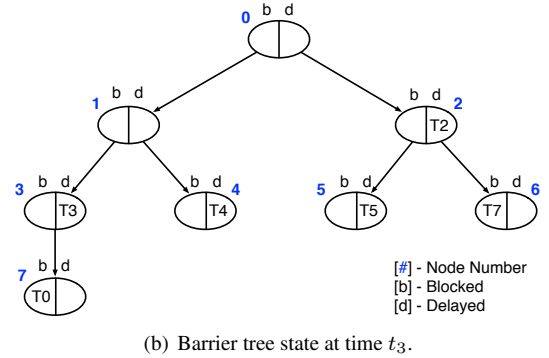 0 b d
1 b d
b d 2
T2
3 b d
b d 4
5 b d
b d 6
T3
T4
T5
T7
7 b d
T0
[#] - Node Number
[b] - Blocked
[d] - Delayed
(b) Barrier tree state at time t₃.